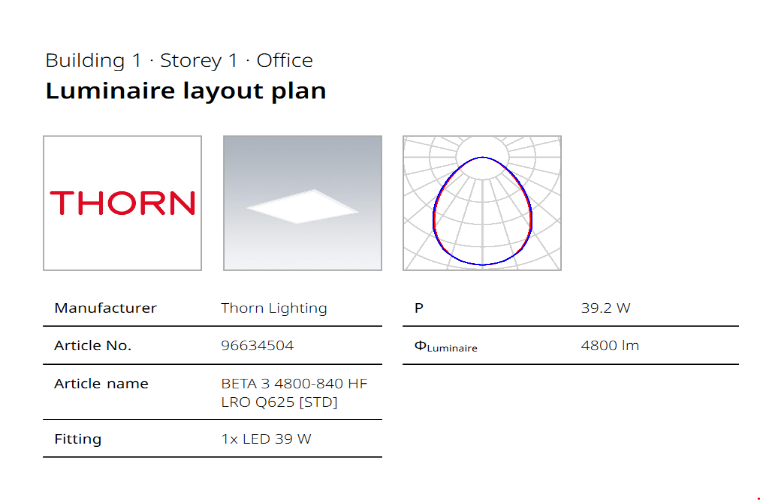 Building 1 · Storey 1 · Office
Luminaire layout plan
THORN
Manufacturer Thorn Lighting
Article No. 96634504
Article name BETA 3 4800-840 HF
LRO Q625 [STD]
Fitting 1x LED 39 W
P 39.2 W
ΦLuminaire 4800 lm